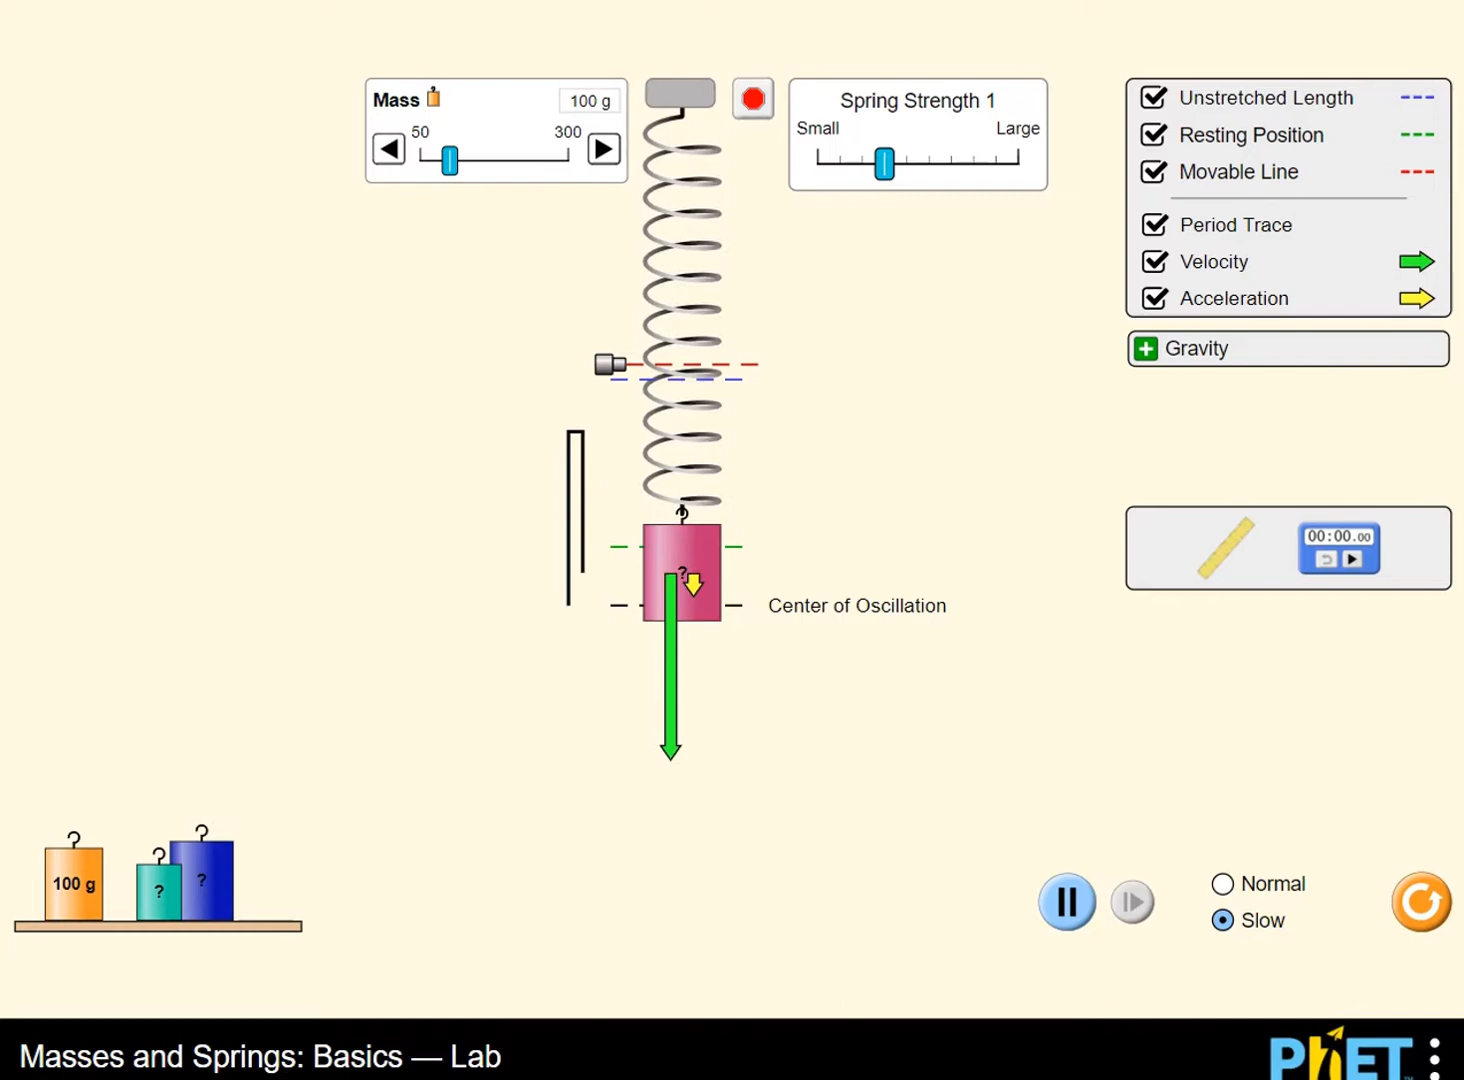 Mass 100 g
50 300
Spring Strength 1
Small Large
Unstretched Length
Resting Position
Movable Line
Period Trace
Velocity
Acceleration
Gravity
00:00.00
?
Center of Oscillation
100 g
?
?
Normal
Slow
Masses and Springs: Basics — Lab
PhET